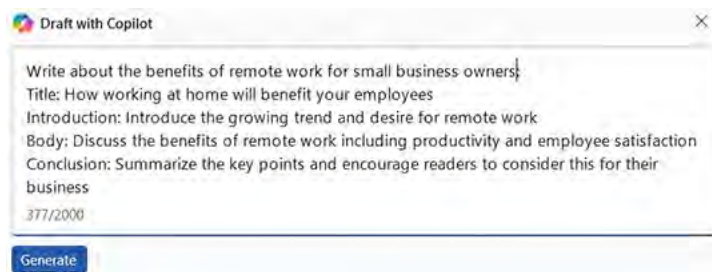 Draft with Copilot
Write about the benefits of remote work for small business owners:
Title: How working at home will benefit your employees
Introduction: Introduce the growing trend and desire for remote work
Body: Discuss the benefits of remote work including productivity and employee satisfaction
Conclusion: Summarize the key points and encourage readers to consider this for their
business
377/2000
Generate